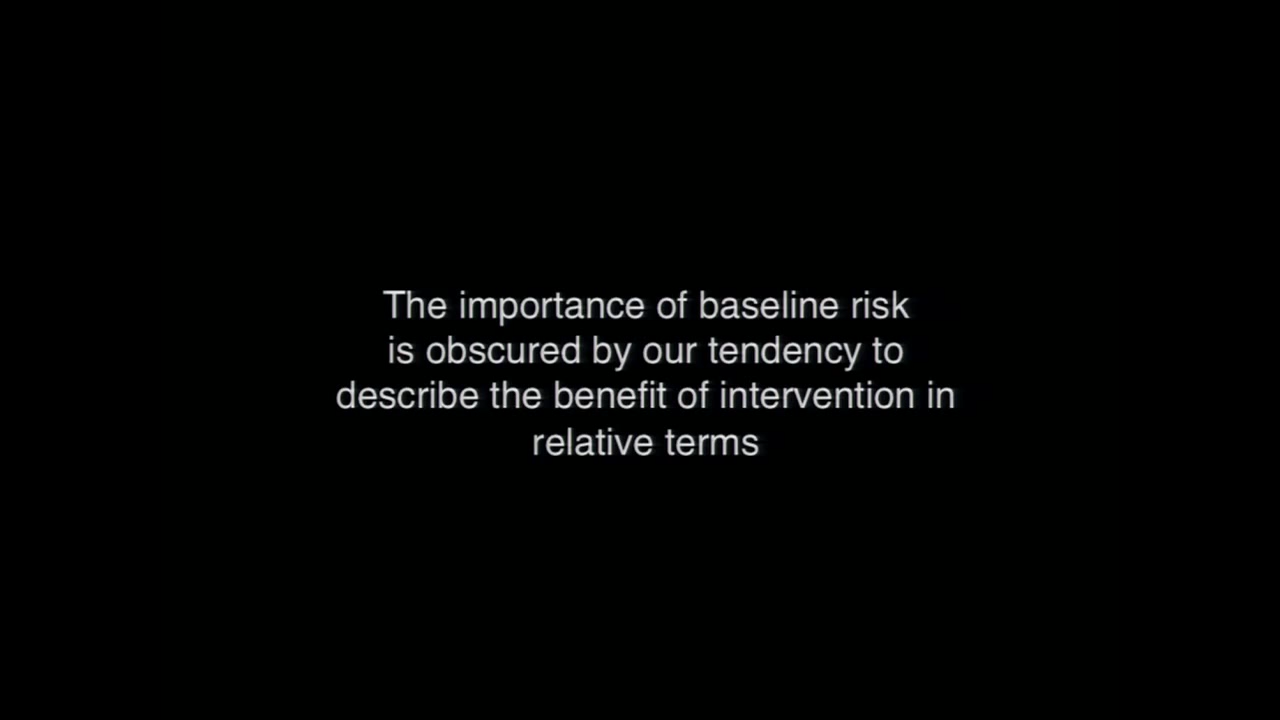 The importance of baseline risk
is obscured by our tendency to
describe the benefit of intervention in
relative terms